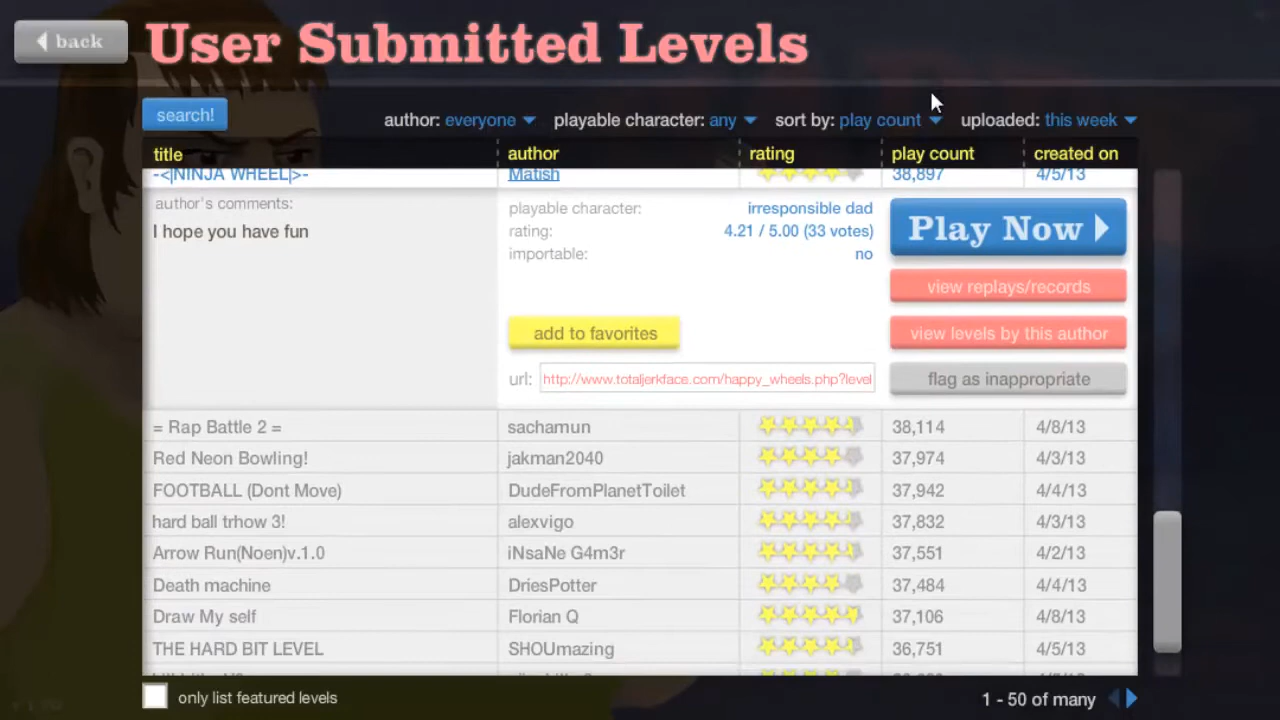 back
User Submitted Levels
search!
author: everyone playable character: any sort by: play count uploaded: this week
title author rating play count created on
-<|NINJA WHEEL|>- Matish 38,897 4/5/13
author's comments:
I hope you have fun
playable character: irresponsible dad
rating: 4.21 / 5.00 (33 votes)
importable: no
Play Now
view replays/records
add to favorites
view levels by this author
url: http://www.totaljerkface.com/happy_wheels.php?level
flag as inappropriate
= Rap Battle 2 = sachamun 38,114 4/8/13
Red Neon Bowling! jakman2040 37,974 4/3/13
FOOTBALL (Dont Move) DudeFromPlanetToilet 37,942 4/4/13
hard ball trhow 3! alexvigo 37,832 4/3/13
Arrow Run(Noen)v.1.0 iNsaNe G4m3r 37,551 4/2/13
Death machine DriesPotter 37,484 4/4/13
Draw My self Florian Q 37,106 4/8/13
THE HARD BIT LEVEL SHOUmazing 36,751 4/5/13
only list featured levels
1 - 50 of many